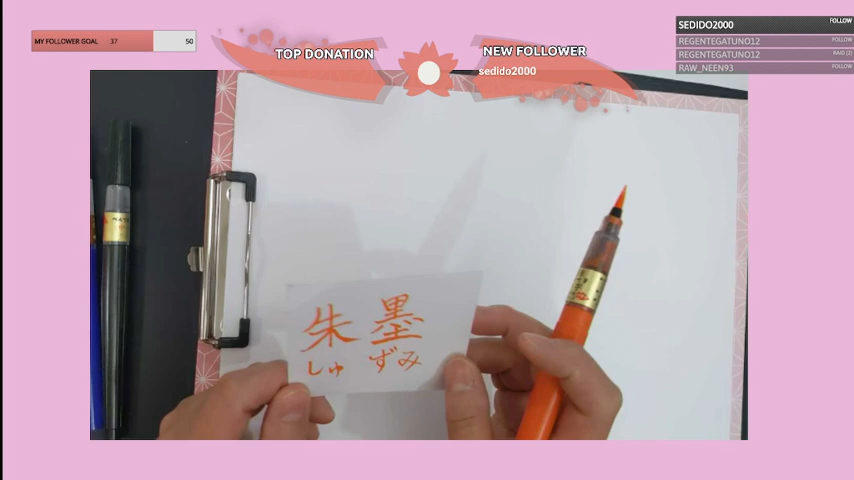 MY FOLLOWER GOAL 37 50
TOP DONATION
NEW FOLLOWER
sedido2000
SEDIDO2000 FOLLOW
REGENTEGATUNO12 FOLLOW
REGENTEGATUNO12 RAID (2)
RAW_NEEN93 FOLLOW
朱墨
しゅ ずみ